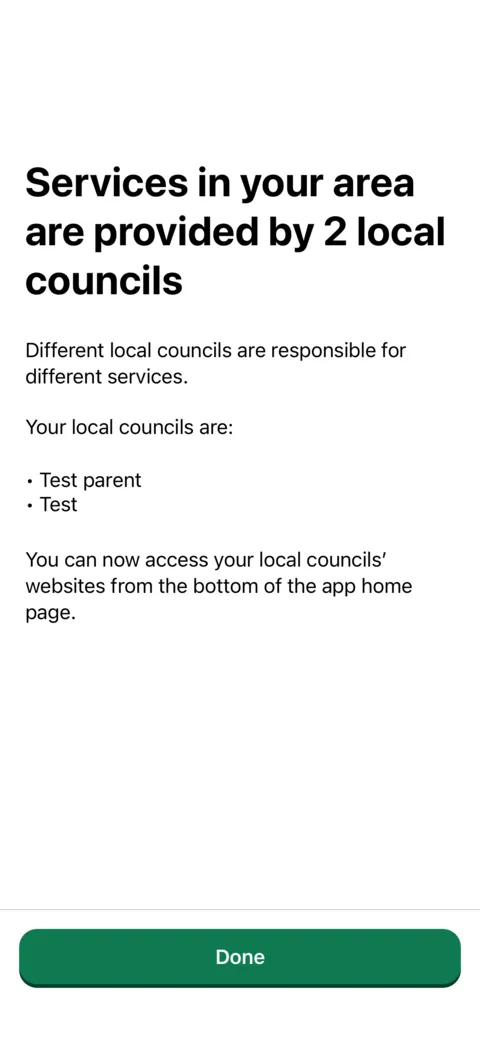 Services in your area
are provided by 2 local
councils
Different local councils are responsible for
different services.
Your local councils are:
• Test parent
• Test
You can now access your local councils’
websites from the bottom of the app home
page.
Done